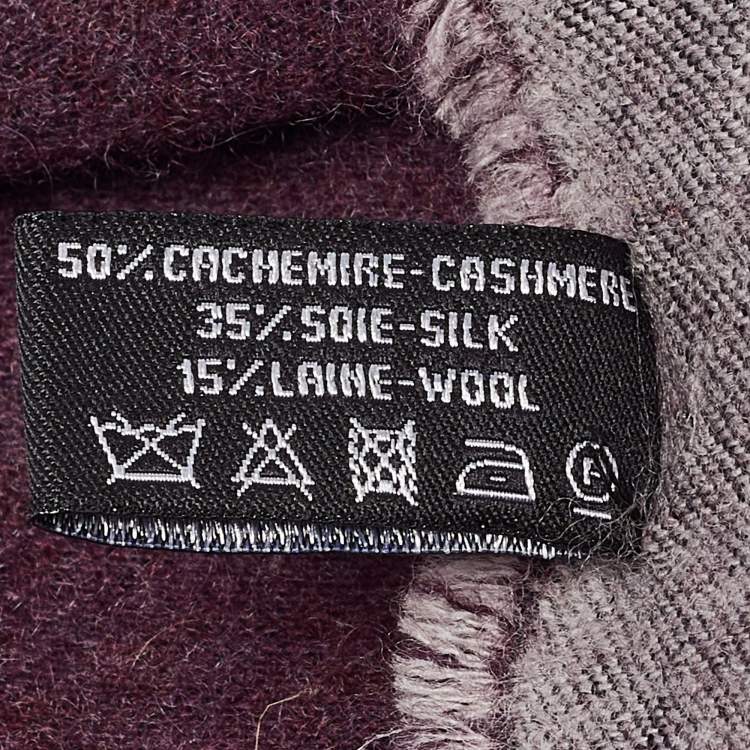 50% CACHEMIRE-CASHMERE
35% SOIE-SILK
15% LAINE-WOOL